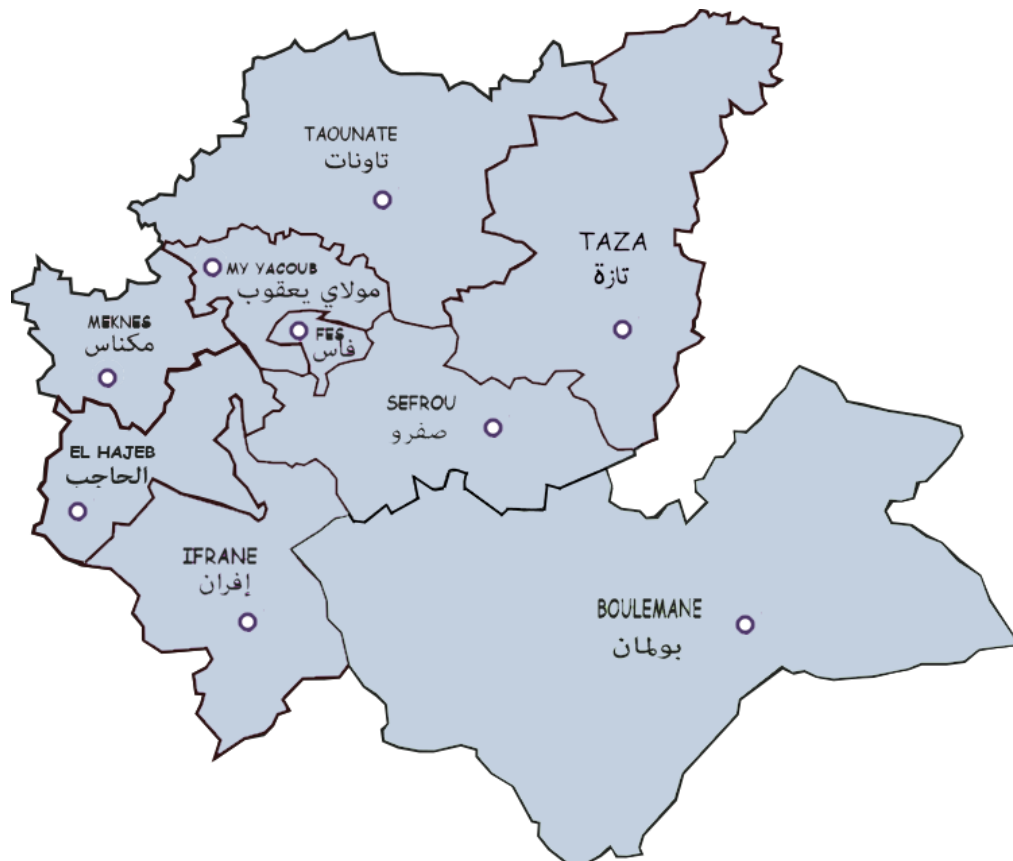 TAOUNATE
تاونات
TAZA
تازة
MY YACOUB
مولاي يعقوب
MEKNES
مكناس
FES
فاس
SEFROU
صفرو
EL HAJEB
الحاجب
IFRANE
إفران
BOULEMANE
بولمان